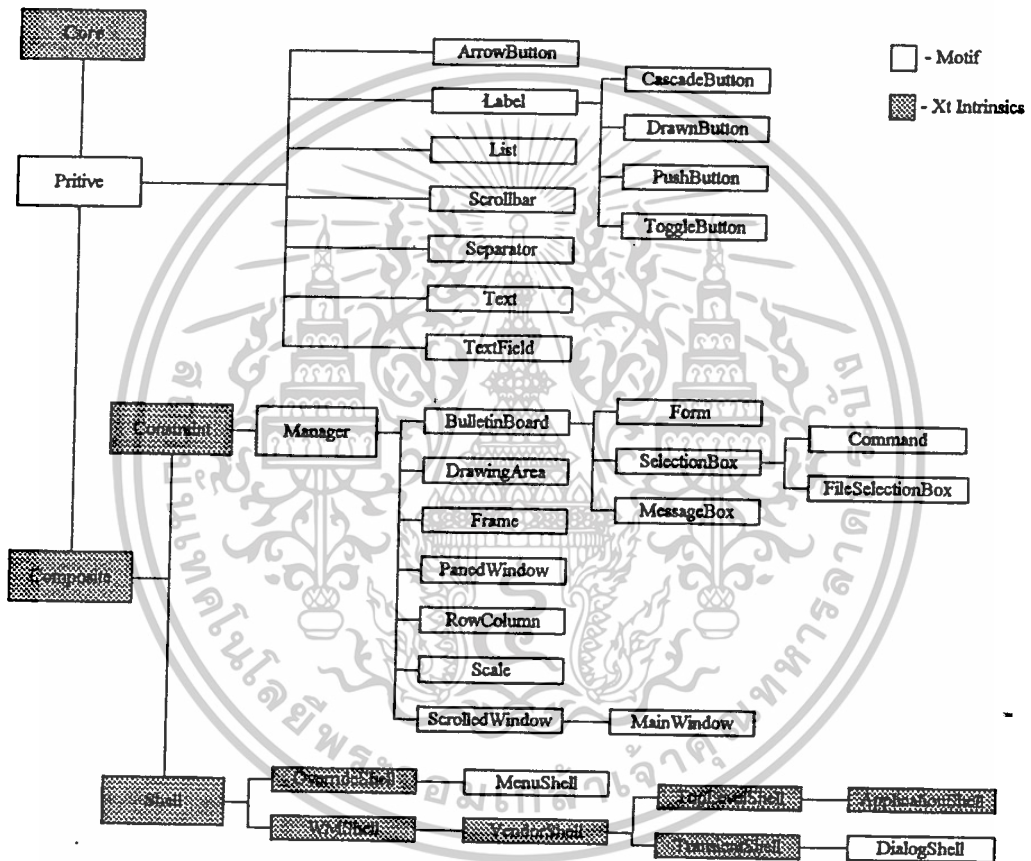 Core
ArrowButton
- Motif
CascadeButton
Label
- Xt Intrinsics
DrawnButton
List
Pritive
PushButton
Scrollbar
ToggleButton
Separator
Text
TextField
Constraint
Manager
BulletinBoard
Form
Command
SelectionBox
DrawingArea
FileSelectionBox
MessageBox
Frame
Composite
PanedWindow
RowColumn
Scale
ScrolledWindow
MainWindow
Shell
OverrideShell
MenuShell
TopLevelShell
ApplicationShell
WMShell
VendorShell
TransientShell
DialogShell